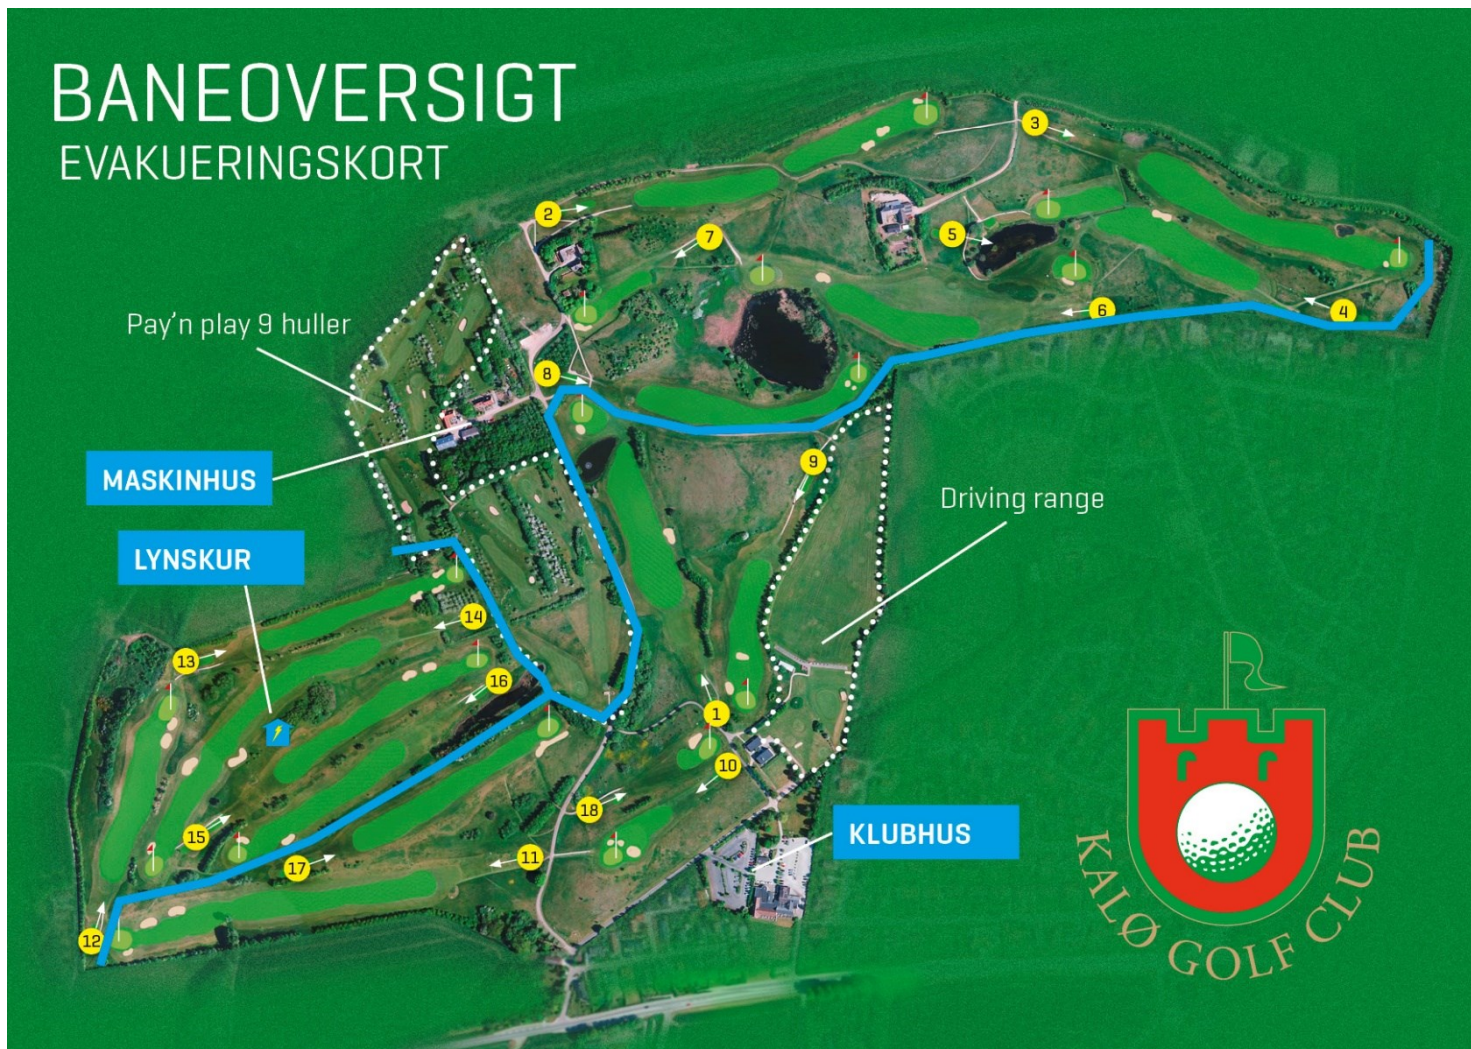 BANEOVERSIGT
EVAKUERINGSKORT
3
2
7
5
6
4
Pay'n play 9 huller
8
9
MASKINHUS
Driving range
LYNSKUR
14
13
16
1
10
18
15
KLUBHUS
11
17
12
KALØ GOLF CLUB